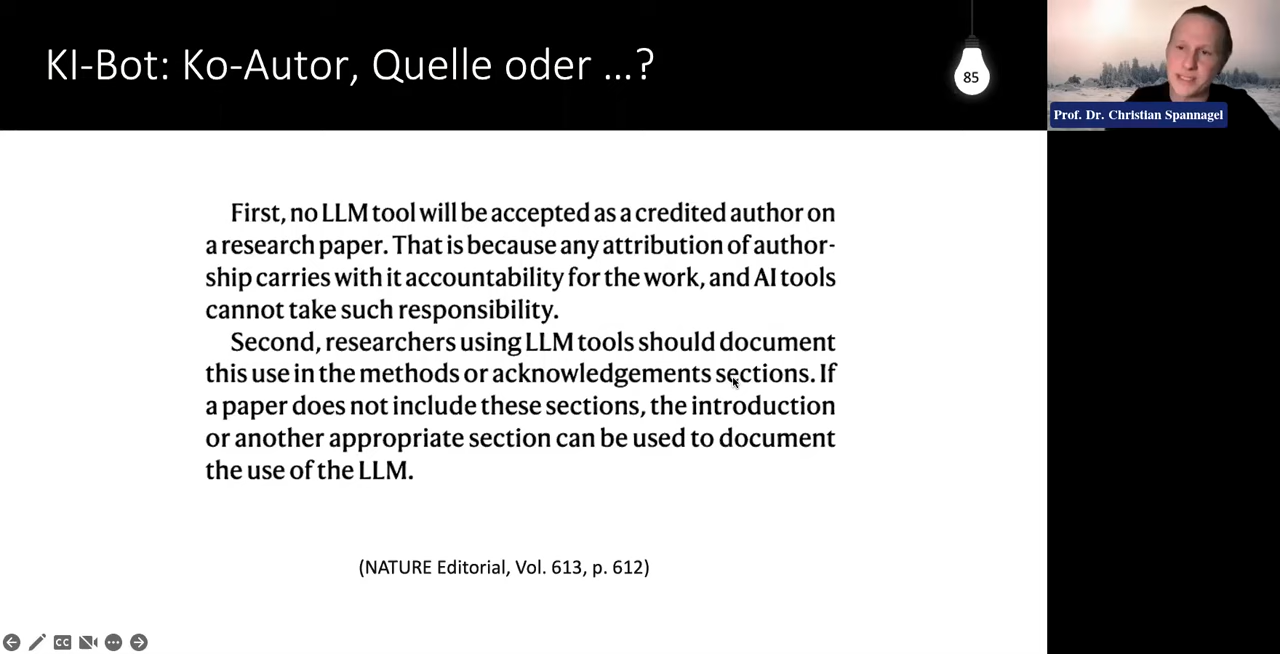 KI-Bot: Ko-Autor, Quelle oder …?
85
Prof. Dr. Christian Spannagel
First, no LLM tool will be accepted as a credited author on
a research paper. That is because any attribution of author-
ship carries with it accountability for the work, and AI tools
cannot take such responsibility.
Second, researchers using LLM tools should document
this use in the methods or acknowledgements sections. If
a paper does not include these sections, the introduction
or another appropriate section can be used to document
the use of the LLM.
(NATURE Editorial, Vol. 613, p. 612)
CC